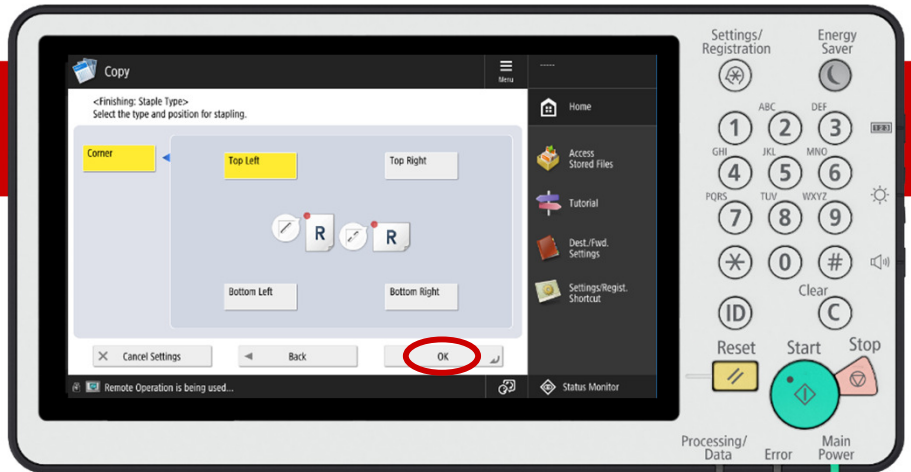 Copy
Menu
-----
<Finishing: Staple Type>
Select the type and position for stapling.
Corner
Top Left
Top Right
R
R
Bottom Left
Bottom Right
Cancel Settings
Back
OK
Remote Operation is being used...
Home
Access
Stored Files
Tutorial
Dest./Fwd.
Settings
Settings/Regist.
Shortcut
Status Monitor
Settings/
Registration
Energy
Saver
1
ABC
2
DEF
3
GHI
4
JKL
5
MNO
6
PQRS
7
TUV
8
WXYZ
9
0
#
ID
Clear
C
Reset
Start
Stop
Processing/
Data
Error
Main
Power